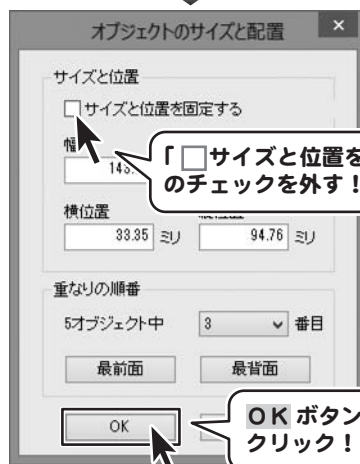 オブジェクトのサイズと配置
サイズと位置
サイズと位置を固定する
「□サイズと位置を
のチェックを外す！
横位置
33.35 ミリ 94.76 ミリ
重なりの順番
5オブジェクト中 3 番目
最前面 最背面
OK
OK ボタン
クリック！